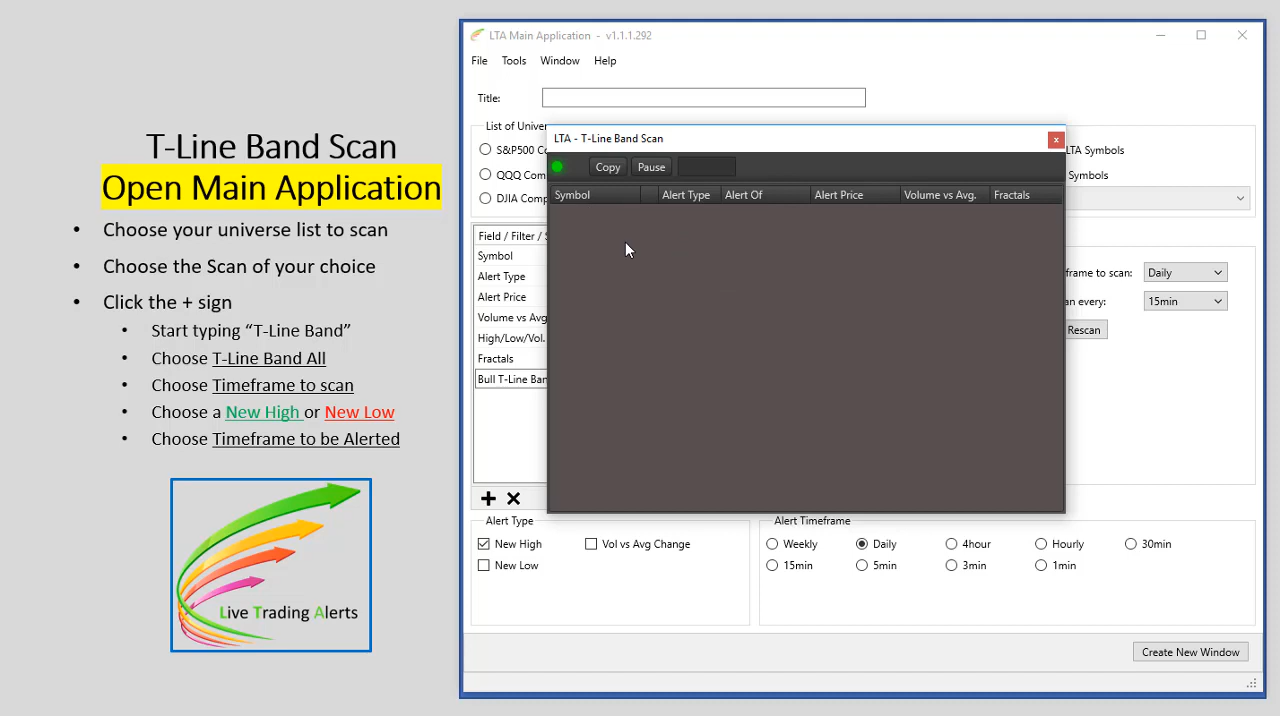 T-Line Band Scan
Open Main Application
• Choose your universe list to scan
• Choose the Scan of your choice
• Click the + sign
• Start typing “T-Line Band”
• Choose T-Line Band All
• Choose Timeframe to scan
• Choose a New High or New Low
• Choose Timeframe to be Alerted
Live Trading Alerts
LTA Main Application - v1.1.1.292
File Tools Window Help
Title:
List of Univer
S&P500 Co
QQQ Com
DJIA Comp
LTA Symbols
Symbols
LTA - T-Line Band Scan
x
Copy Pause
Symbol Alert Type Alert Of Alert Price Volume vs Avg. Fractals
Field / Filter / S
Symbol
Alert Type
Alert Price
Volume vs Avg
High/Low/Vol.
Fractals
Bull T-Line Ban
frame to scan: Daily
an every: 15min
Rescan
Alert Type
New High Vol vs Avg Change
New Low
Alert Timeframe
Weekly Daily 4hour Hourly 30min
15min 5min 3min 1min
Create New Window